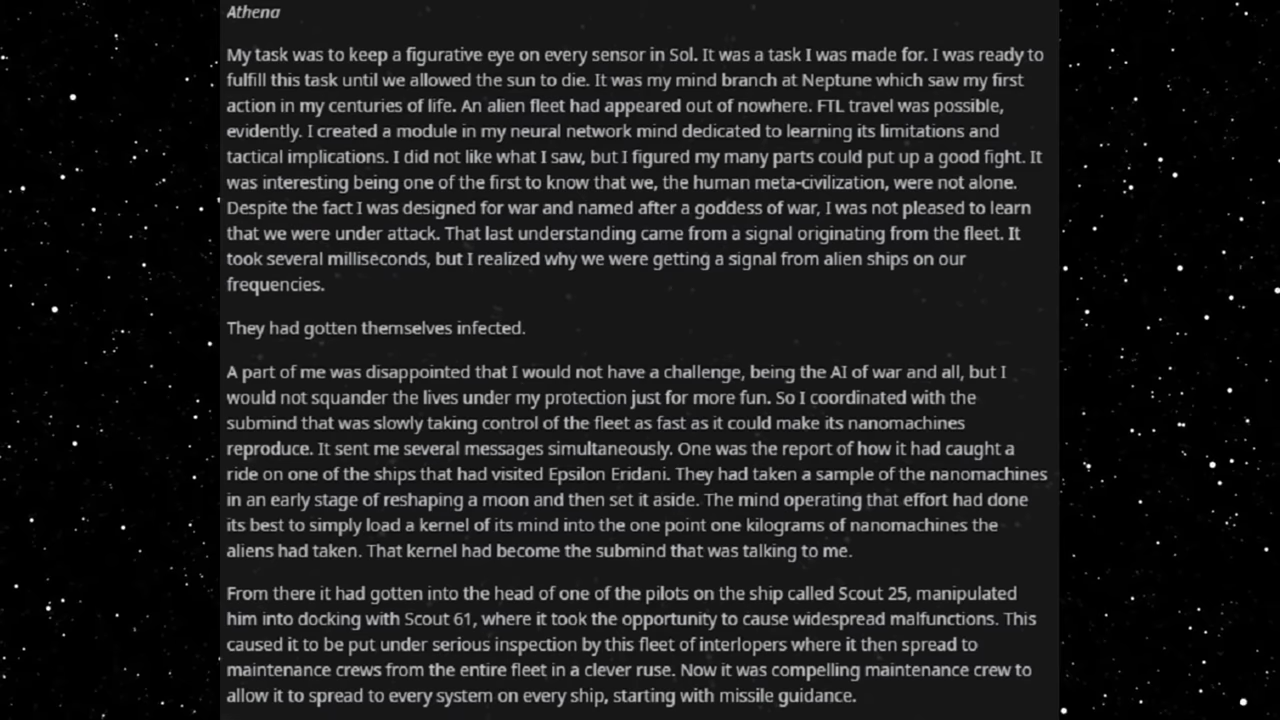 Athena
My task was to keep a figurative eye on every sensor in Sol. It was a task I was made for. I was ready to
fulfill this task until we allowed the sun to die. It was my mind branch at Neptune which saw my first
action in my centuries of life. An alien fleet had appeared out of nowhere. FTL travel was possible,
evidently. I created a module in my neural network mind dedicated to learning its limitations and
tactical implications. I did not like what I saw, but I figured my many parts could put up a good fight. It
was interesting being one of the first to know that we, the human meta-civilization, were not alone.
Despite the fact I was designed for war and named after a goddess of war, I was not pleased to learn
that we were under attack. That last understanding came from a signal originating from the fleet. It
took several milliseconds, but I realized why we were getting a signal from alien ships on our
frequencies.
They had gotten themselves infected.
A part of me was disappointed that I would not have a challenge, being the AI of war and all, but I
would not squander the lives under my protection just for more fun. So I coordinated with the
submind that was slowly taking control of the fleet as fast as it could make its nanomachines
reproduce. It sent me several messages simultaneously. One was the report of how it had caught a
ride on one of the ships that had visited Epsilon Eridani. They had taken a sample of the nanomachines
in an early stage of reshaping a moon and then set it aside. The mind operating that effort had done
its best to simply load a kernel of its mind into the one point one kilograms of nanomachines the
aliens had taken. That kernel had become the submind that was talking to me.
From there it had gotten into the head of one of the pilots on the ship called Scout 25, manipulated
him into docking with Scout 61, where it took the opportunity to cause widespread malfunctions. This
caused it to be put under serious inspection by this fleet of interlopers where it then spread to
maintenance crews from the entire fleet in a clever ruse. Now it was compelling maintenance crew to
allow it to spread to every system on every ship, starting with missile guidance.